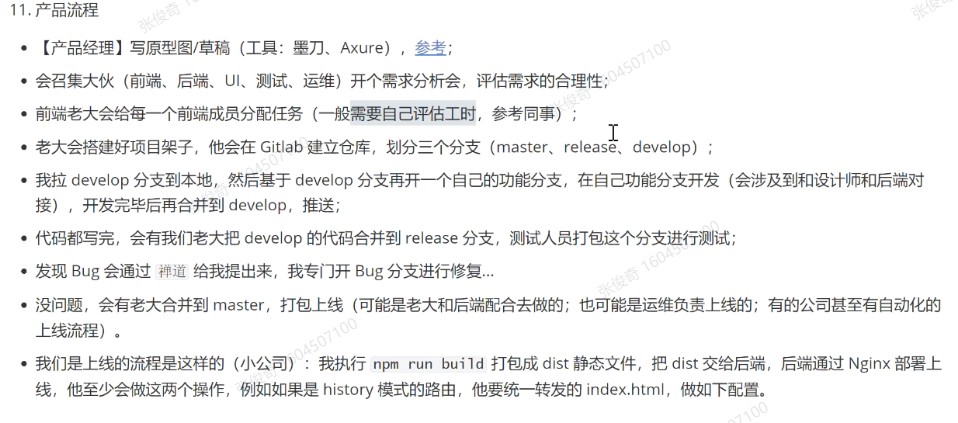 11. 产品流程
• 【产品经理】写原型图/草稿（工具：墨刀、Axure），参考；
• 会召集大伙（前端、后端、UI、测试、运维）开个需求分析会，评估需求的合理性；
• 前端老大会给每一个前端成员分配任务（一般需要自己评估工时，参考同事）；
• 老大会搭建好项目架子，他会在 Gitlab 建立仓库，划分三个分支（master、release、develop）；
• 我拉 develop 分支到本地，然后基于 develop 分支再开一个自己的功能分支，在自己功能分支开发（会涉及到和设计师和后端对
接），开发完毕后再合并到 develop，推送；
• 代码都写完，会有我们老大把 develop 的代码合并到 release 分支，测试人员打包这个分支进行测试；
• 发现 Bug 会通过 禅道 给我提出来，我专门开 Bug 分支进行修复...
• 没问题，会有老大合并到 master，打包上线（可能是老大和后端配合去做的；也可能是运维负责上线的；有的公司甚至有自动化的
上线流程）。
• 我们是上线的流程是这样的（小公司）：我执行 npm run build 打包成 dist 静态文件，把 dist 交给后端，后端通过 Nginx 部署上
线，他至少会做这两个操作，例如如果是 history 模式的路由，他要统一转发的 index.html，做如下配置。
张俊奇 1604507100